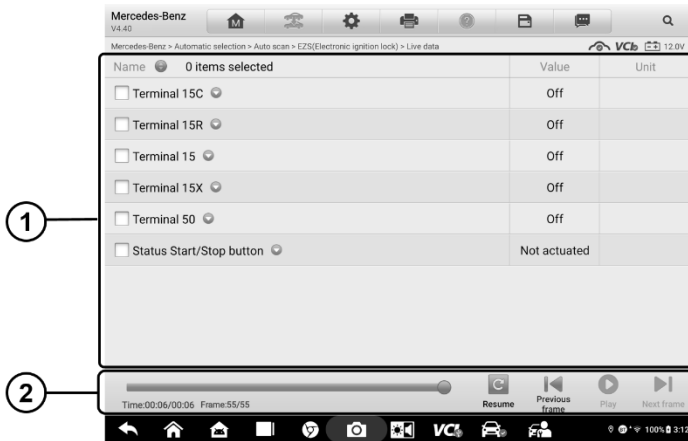 Mercedes-Benz
V4.40
Mercedes-Benz > Automatic selection > Auto scan > EZS(Electronic ignition lock) > Live data
VCI 12.0V
Name 0 items selected Value Unit
Terminal 15C Off
Terminal 15R Off
Terminal 15 Off
Terminal 15X Off
Terminal 50 Off
Status Start/Stop button Not actuated
1
2
Time:00:06/00:06 Frame:55/55
Resume
Previous frame
Play
Next frame
VCI
100% 3:12